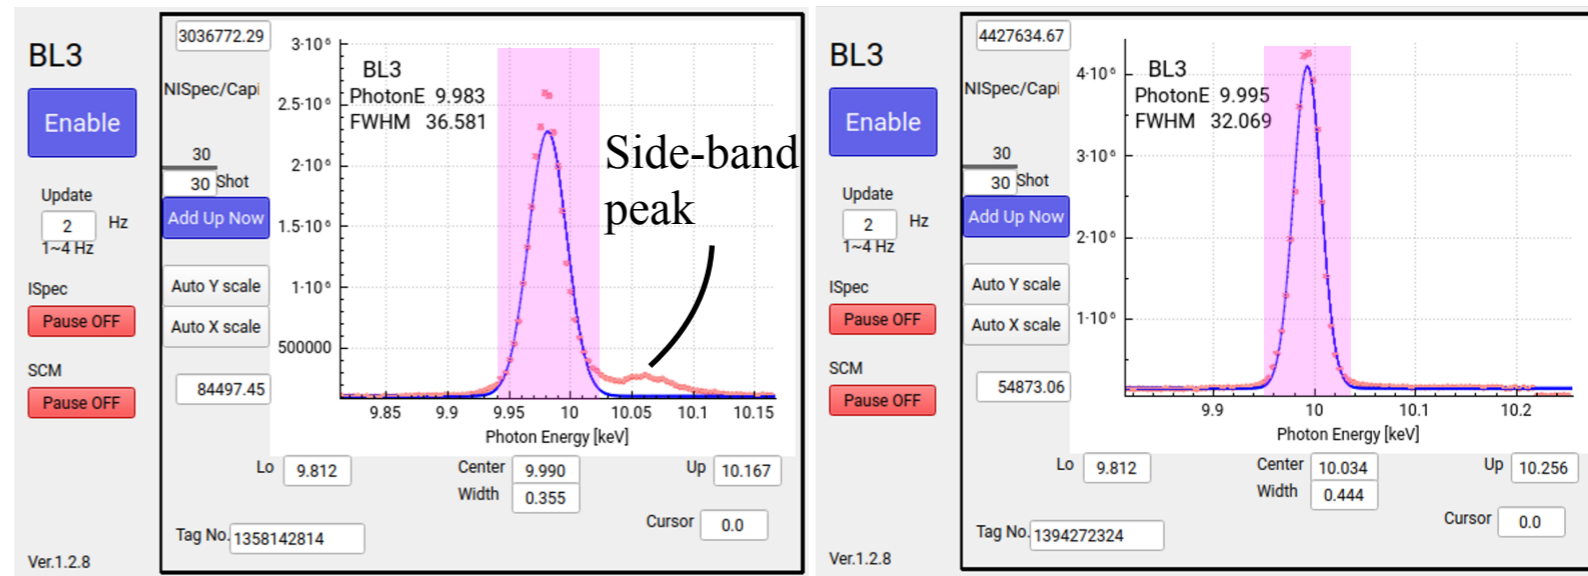 BL3
Enable
Update
2 Hz
1~4 Hz
ISpec
Pause OFF
SCM
Pause OFF
Ver.1.2.8
3036772.29
NISpec/Capi
30
30 Shot
Add Up Now
Auto Y scale
Auto X scale
84497.45
3·10⁶
2.5·10⁶
2·10⁶
1.5·10⁶
1·10⁶
500000
BL3
PhotonE 9.983
FWHM 36.581
Side-band
peak
9.85 9.9 9.95 10 10.05 10.1 10.15
Photon Energy [keV]
Lo 9.812 Center 9.990 Up 10.167
Width 0.355
Cursor 0.0
Tag No. 1358142814
BL3
Enable
Update
2 Hz
1~4 Hz
ISpec
Pause OFF
SCM
Pause OFF
Ver.1.2.8
4427634.67
NISpec/Capi
30
30 Shot
Add Up Now
Auto Y scale
Auto X scale
54873.06
4·10⁶
3·10⁶
2·10⁶
1·10⁶
BL3
PhotonE 9.995
FWHM 32.069
9.9 10 10.1 10.2
Photon Energy [keV]
Lo 9.812 Center 10.034 Up 10.256
Width 0.444
Cursor 0.0
Tag No. 1394272324